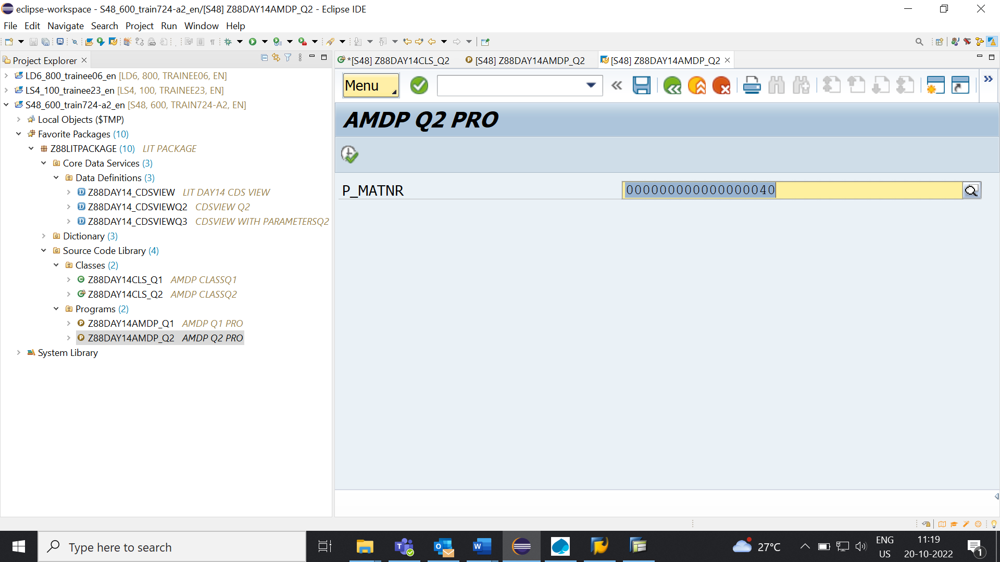 eclipse-workspace - S48_600_train724-a2_en/[S48] Z88DAY14AMDP_Q2 - Eclipse IDE
File Edit Navigate Search Project Run Window Help
Project Explorer
*[S48] Z88DAY14CLS_Q2
[S48] Z88DAY14AMDP_Q2
[S48] Z88DAY14AMDP_Q2
LD6_800_trainee06_en [LD6, 800, TRAINEE06, EN]
LS4_100_trainee23_en [LS4, 100, TRAINEE23, EN]
S48_600_train724-a2_en [S48, 600, TRAIN724-A2, EN]
Local Objects ($TMP)
Favorite Packages (10)
Z88LITPACKAGE (10) LIT PACKAGE
Core Data Services (3)
Data Definitions (3)
Z88DAY14_CDSVIEW LIT DAY14 CDS VIEW
Z88DAY14_CDSVIEWQ2 CDSVIEW Q2
Z88DAY14_CDSVIEWQ3 CDSVIEW WITH PARAMETERSQ2
Dictionary (3)
Source Code Library (4)
Classes (2)
Z88DAY14CLS_Q1 AMDP CLASSQ1
Z88DAY14CLS_Q2 AMDP CLASSQ2
Programs (2)
Z88DAY14AMDP_Q1 AMDP Q1 PRO
Z88DAY14AMDP_Q2 AMDP Q2 PRO
System Library
Menu
AMDP Q2 PRO
P_MATNR 000000000000000040
Type here to search
27°C
ENG
US
11:19
20-10-2022
1